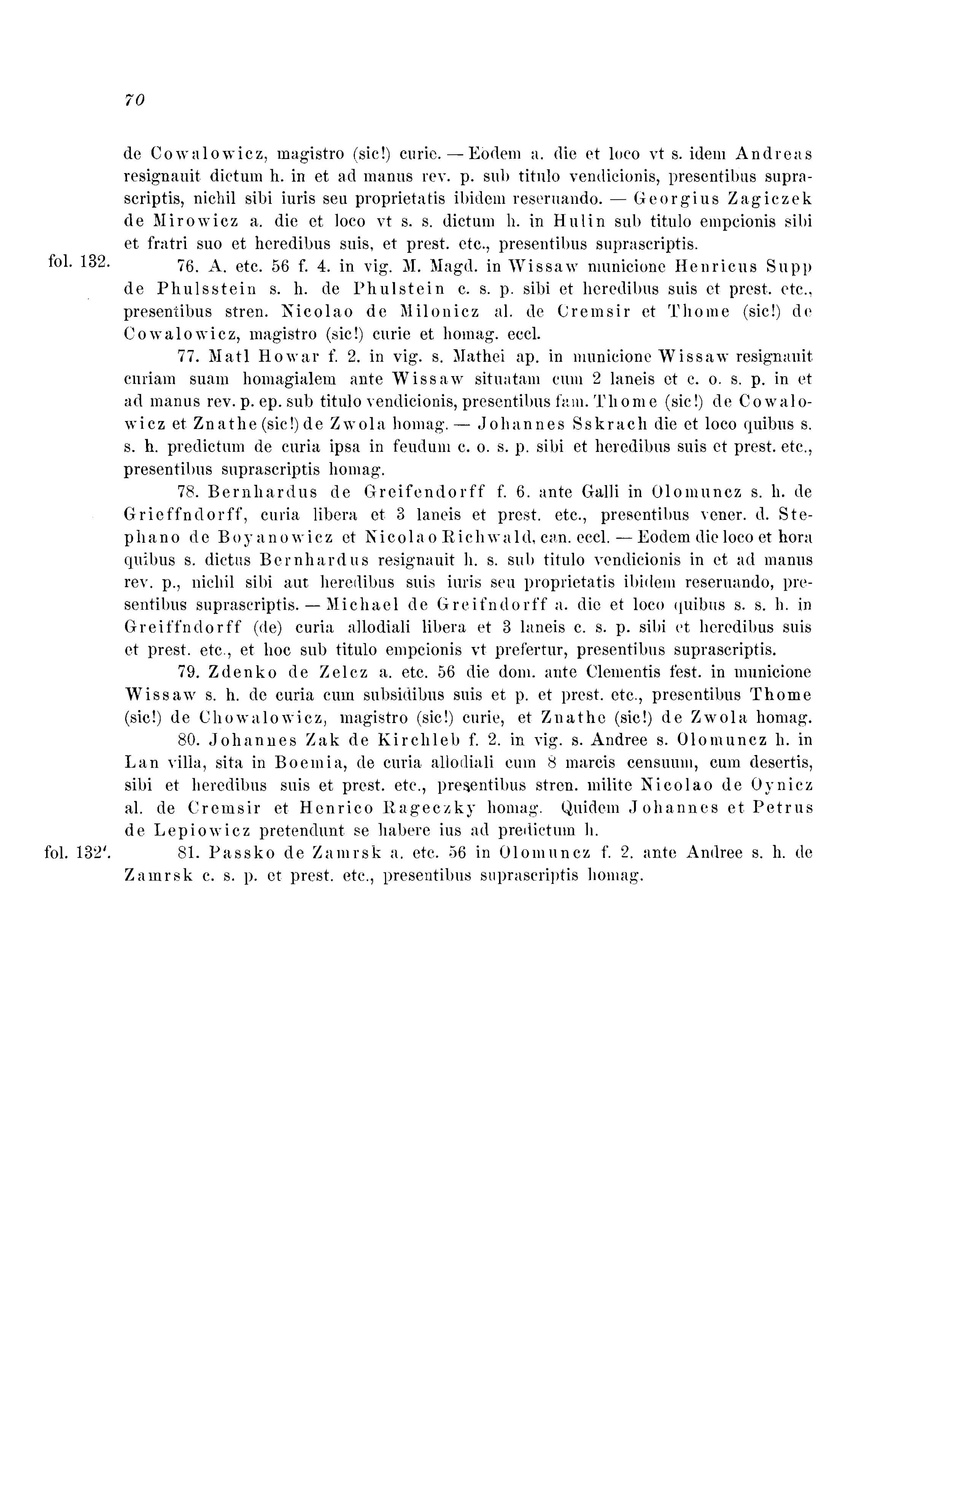 70
de Cowalowicz, magistro (sic!) curie. — Eodem a. die et loco vt s. idem Andreas
resignauit dictum h. in et ad manus rev. p. sub titulo vendicionis, presentibus supra-
scriptis, nichil sibi iuris seu proprietatis ibidem reseruando. — Georgius Zagiczek
de Mirowicz a. die et loco vt s. s. dictum h. in Hulin sub titulo empcionis sibi
et fratri suo et heredibus suis, et prest. etc., presentibus suprascriptis.
fol. 132. 76. A. etc. 56 f. 4. in vig. M. Magd. in Wissaw municione Henricus Supp
de Phulsstein s. h. de Phulstein c. s. p. sibi et heredibus suis et prest. etc.,
presentibus stren. Nicolao de Milonicz al. de Cremsir et Thome (sic!) de
Cowalowicz, magistro (sic!) curie et homag. eccl.
77. Matl Howar f. 2. in vig. s. Mathei ap. in municione Wissaw resignauit
curiam suam homagialem ante Wissaw situatam cum 2 laneis et c. o. s. p. in et
ad manus rev. p. ep. sub titulo vendicionis, presentibus fam. Thome (sic!) de Cowalo-
wicz et Znathe (sic!) de Zwola homag. — Johannes Sskrach die et loco quibus s.
s. h. predictum de curia ipsa in feudum c. o. s. p. sibi et heredibus suis et prest. etc.,
presentibus suprascriptis homag.
78. Bernhardus de Greifendorff f. 6. ante Galli in Olomuncz s. h. de
Grieffndorff, curia libera et 3 laneis et prest. etc., presentibus vener. d. Ste-
phano de Boyanowicz et Nicolao Richwald, can. eccl. — Eodem die loco et hora
quibus s. dictus Bernhardus resignauit h. s. sub titulo vendicionis in et ad manus
rev. p., nichil sibi aut heredibus suis iuris seu proprietatis ibidem reseruando, pre-
sentibus suprascriptis. — Michael de Greifndorff a. die et loco quibus s. s. h. in
Greiffndorff (de) curia allodiali libera et 3 laneis c. s. p. sibi et heredibus suis
et prest. etc., et hoc sub titulo empcionis vt prefertur, presentibus suprascriptis.
79. Zdenko de Zelcz a. etc. 56 die dom. ante Clementis fest. in municione
Wissaw s. h. de curia cum subsidibus suis et p. et prest. etc., presentibus Thome
(sic!) de Chowalowicz, magistro (sic!) curie, et Znathe (sic!) de Zwola homag.
80. Johannes Zak de Kirchleb f. 2. in vig. s. Andree s. Olomuncz h. in
Lan villa, sita in Boemia, de curia allodiali cum 8 marcis censuum, cum desertis,
sibi et heredibus suis et prest. etc., presentibus stren. milite Nicolao de Oynicz
al. de Cremsir et Henrico Rageczky homag. Quidem Johannes et Petrus
de Lepiowicz pretendunt se habere ius ad predictum h.
fol. 132'. 81. Passko de Zamrsk a. etc. 56 in Olomuncz f. 2. ante Andree s. h. de
Zamrsk c. s. p. et prest. etc., presentibus suprascriptis homag.